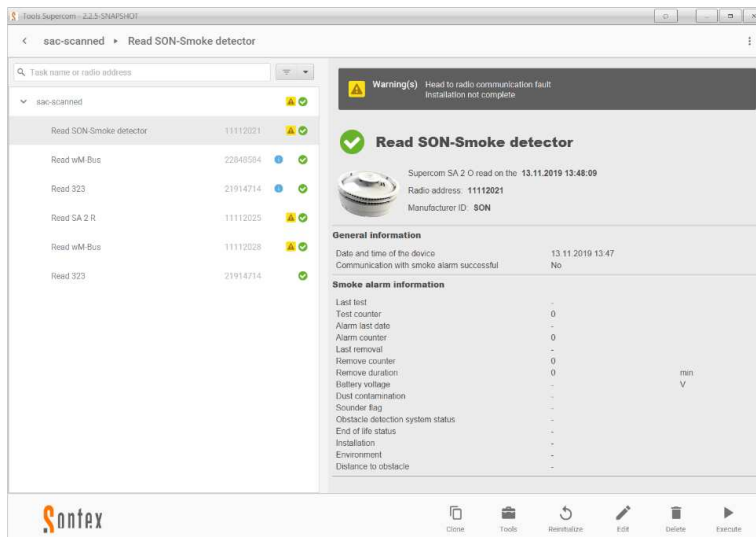 Tools Supercom - 2.2.5-SNAPSHOT
sac-scanned ▸ Read SON-Smoke detector
Task name or radio address
sac-scanned
Read SON-Smoke detector 11112021
Read wM-Bus 22848584
Read 323 21914714
Read SA 2 R 11112025
Read wM-Bus 11112028
Read 323 21914714
Warning(s) Head to radio communication fault
Installation not complete
Read SON-Smoke detector
Supercom SA 2 O read on the 13.11.2019 13:48:09
Radio address: 11112021
Manufacturer ID: SON
General information
Date and time of the device 13.11.2019 13:47
Communication with smoke alarm successful No
Smoke alarm information
Last test -
Test counter 0
Alarm last date -
Alarm counter 0
Last removal -
Remove counter 0
Remove duration 0 min
Battery voltage - V
Dust contamination -
Sounder flag -
Obstacle detection system status -
End of life status -
Installation -
Environment -
Distance to obstacle -
Sontex
Clone Tools Reinitialize Edit Delete Execute